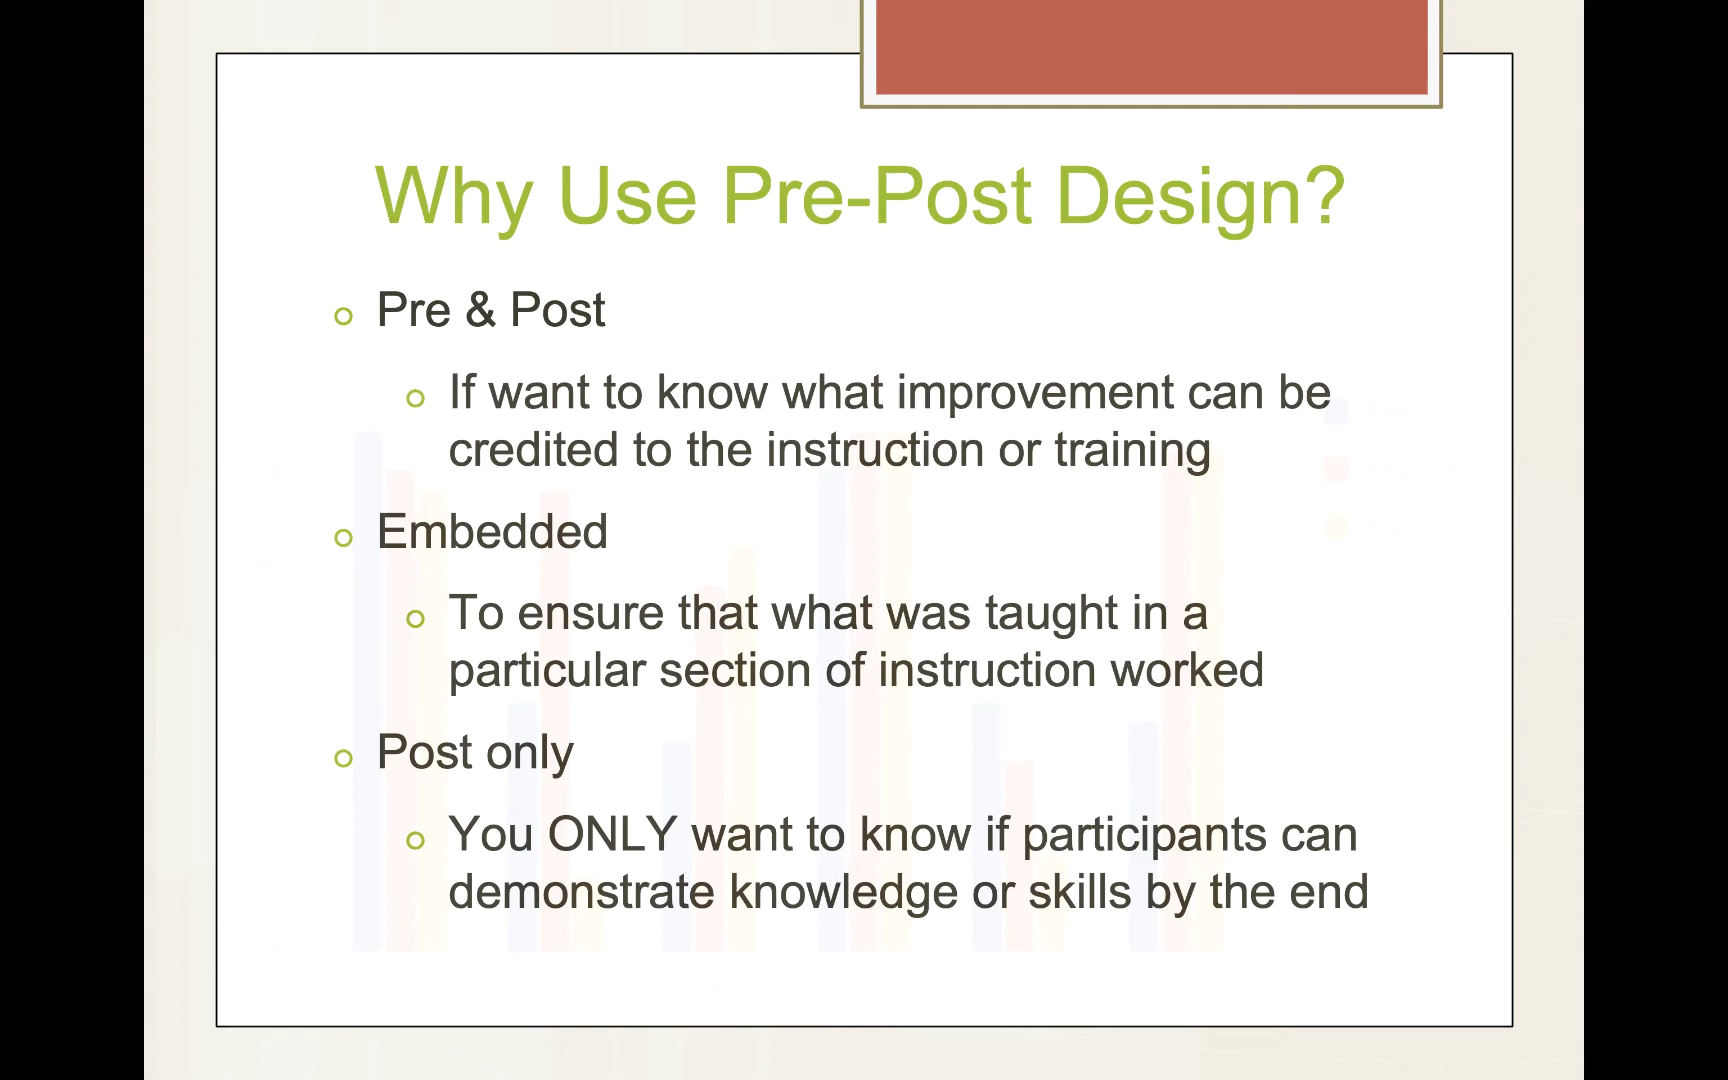 Why Use Pre-Post Design?
Pre & Post
If want to know what improvement can be
credited to the instruction or training
Embedded
To ensure that what was taught in a
particular section of instruction worked
Post only
You ONLY want to know if participants can
demonstrate knowledge or skills by the end